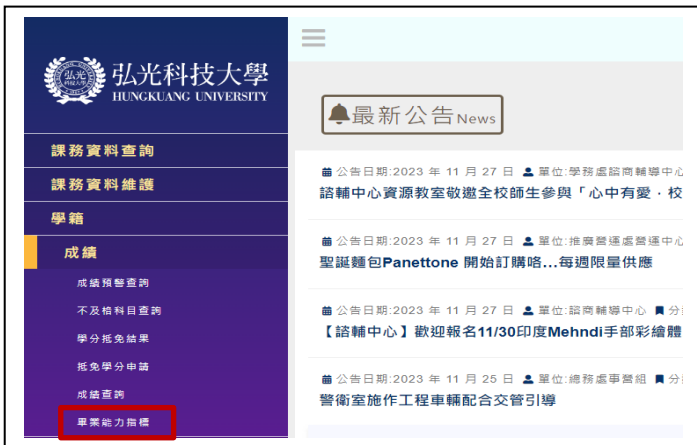 弘光
科技大學
弘光科技大學
HUNGKUANG UNIVERSITY
課務資料查詢
課務資料維護
學籍
成績
成績預警查詢
不及格科目查詢
學分抵免結果
抵免學分申請
成績查詢
畢業能力指標
最新公告News
公告日期:2023 年 11 月 27 日 單位:學務處諮商輔導中心
諮輔中心資源教室敬邀全校師生參與「心中有愛．校
公告日期:2023 年 11 月 27 日 單位:推廣營運處營運中心
聖誕麵包Panettone 開始訂購咯...每週限量供應
公告日期:2023 年 11 月 27 日 單位:諮商輔導中心 分
【諮輔中心】歡迎報名11/30印度Mehndi手部彩繪體
公告日期:2023 年 11 月 25 日 單位:總務處事營組 分
警衛室施作工程車輛配合交管引導